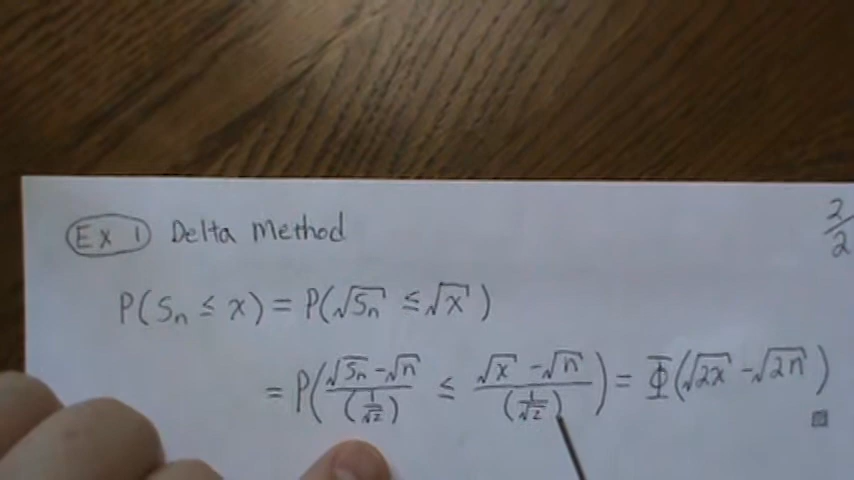 Ex 1 Delta Method
2/2
P(Sₙ ≤ x) = P(√Sₙ ≤ √x)
= P((√Sₙ - √n)/(1/√2) ≤ (√x - √n)/(1/√2)) = Φ(√2x - √2n)